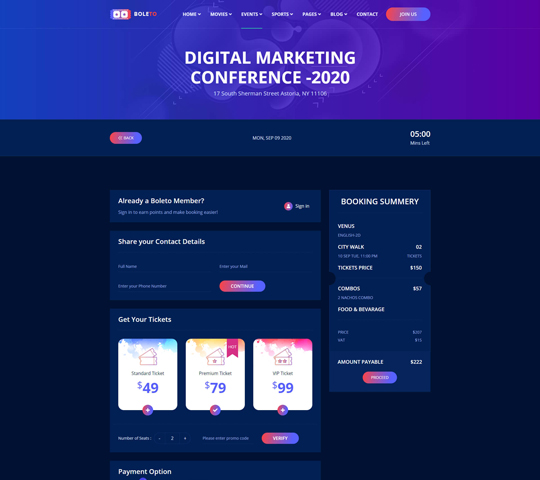 BOLETO
HOME MOVIES EVENTS SPORTS PAGES BLOG CONTACT JOIN US
DIGITAL MARKETING
CONFERENCE -2020
17 South Sherman Street Astoria, NY 11106
BACK
MON, SEP 09 2020
05:00
Mins Left
Already a Boleto Member?
Sign in to earn points and make booking easier!
Sign in
Share your Contact Details
Full Name
Enter your Mail
Enter your Phone Number
CONTINUE
Get Your Tickets
HOT
Standard Ticket
$49
Premium Ticket
$79
VIP Ticket
$99
Number of Seats :
- 2 +
Please enter promo code
VERIFY
Payment Option
BOOKING SUMMERY
VENUS
ENGLISH-2D
CITY WALK 02
10 SEP TUE, 11:00 PM TICKETS
TICKETS PRICE $150
COMBOS $57
2 NACHOS COMBO
FOOD & BAVERAGE
PRICE $207
VAT $15
AMOUNT PAYABLE $222
PROCEED